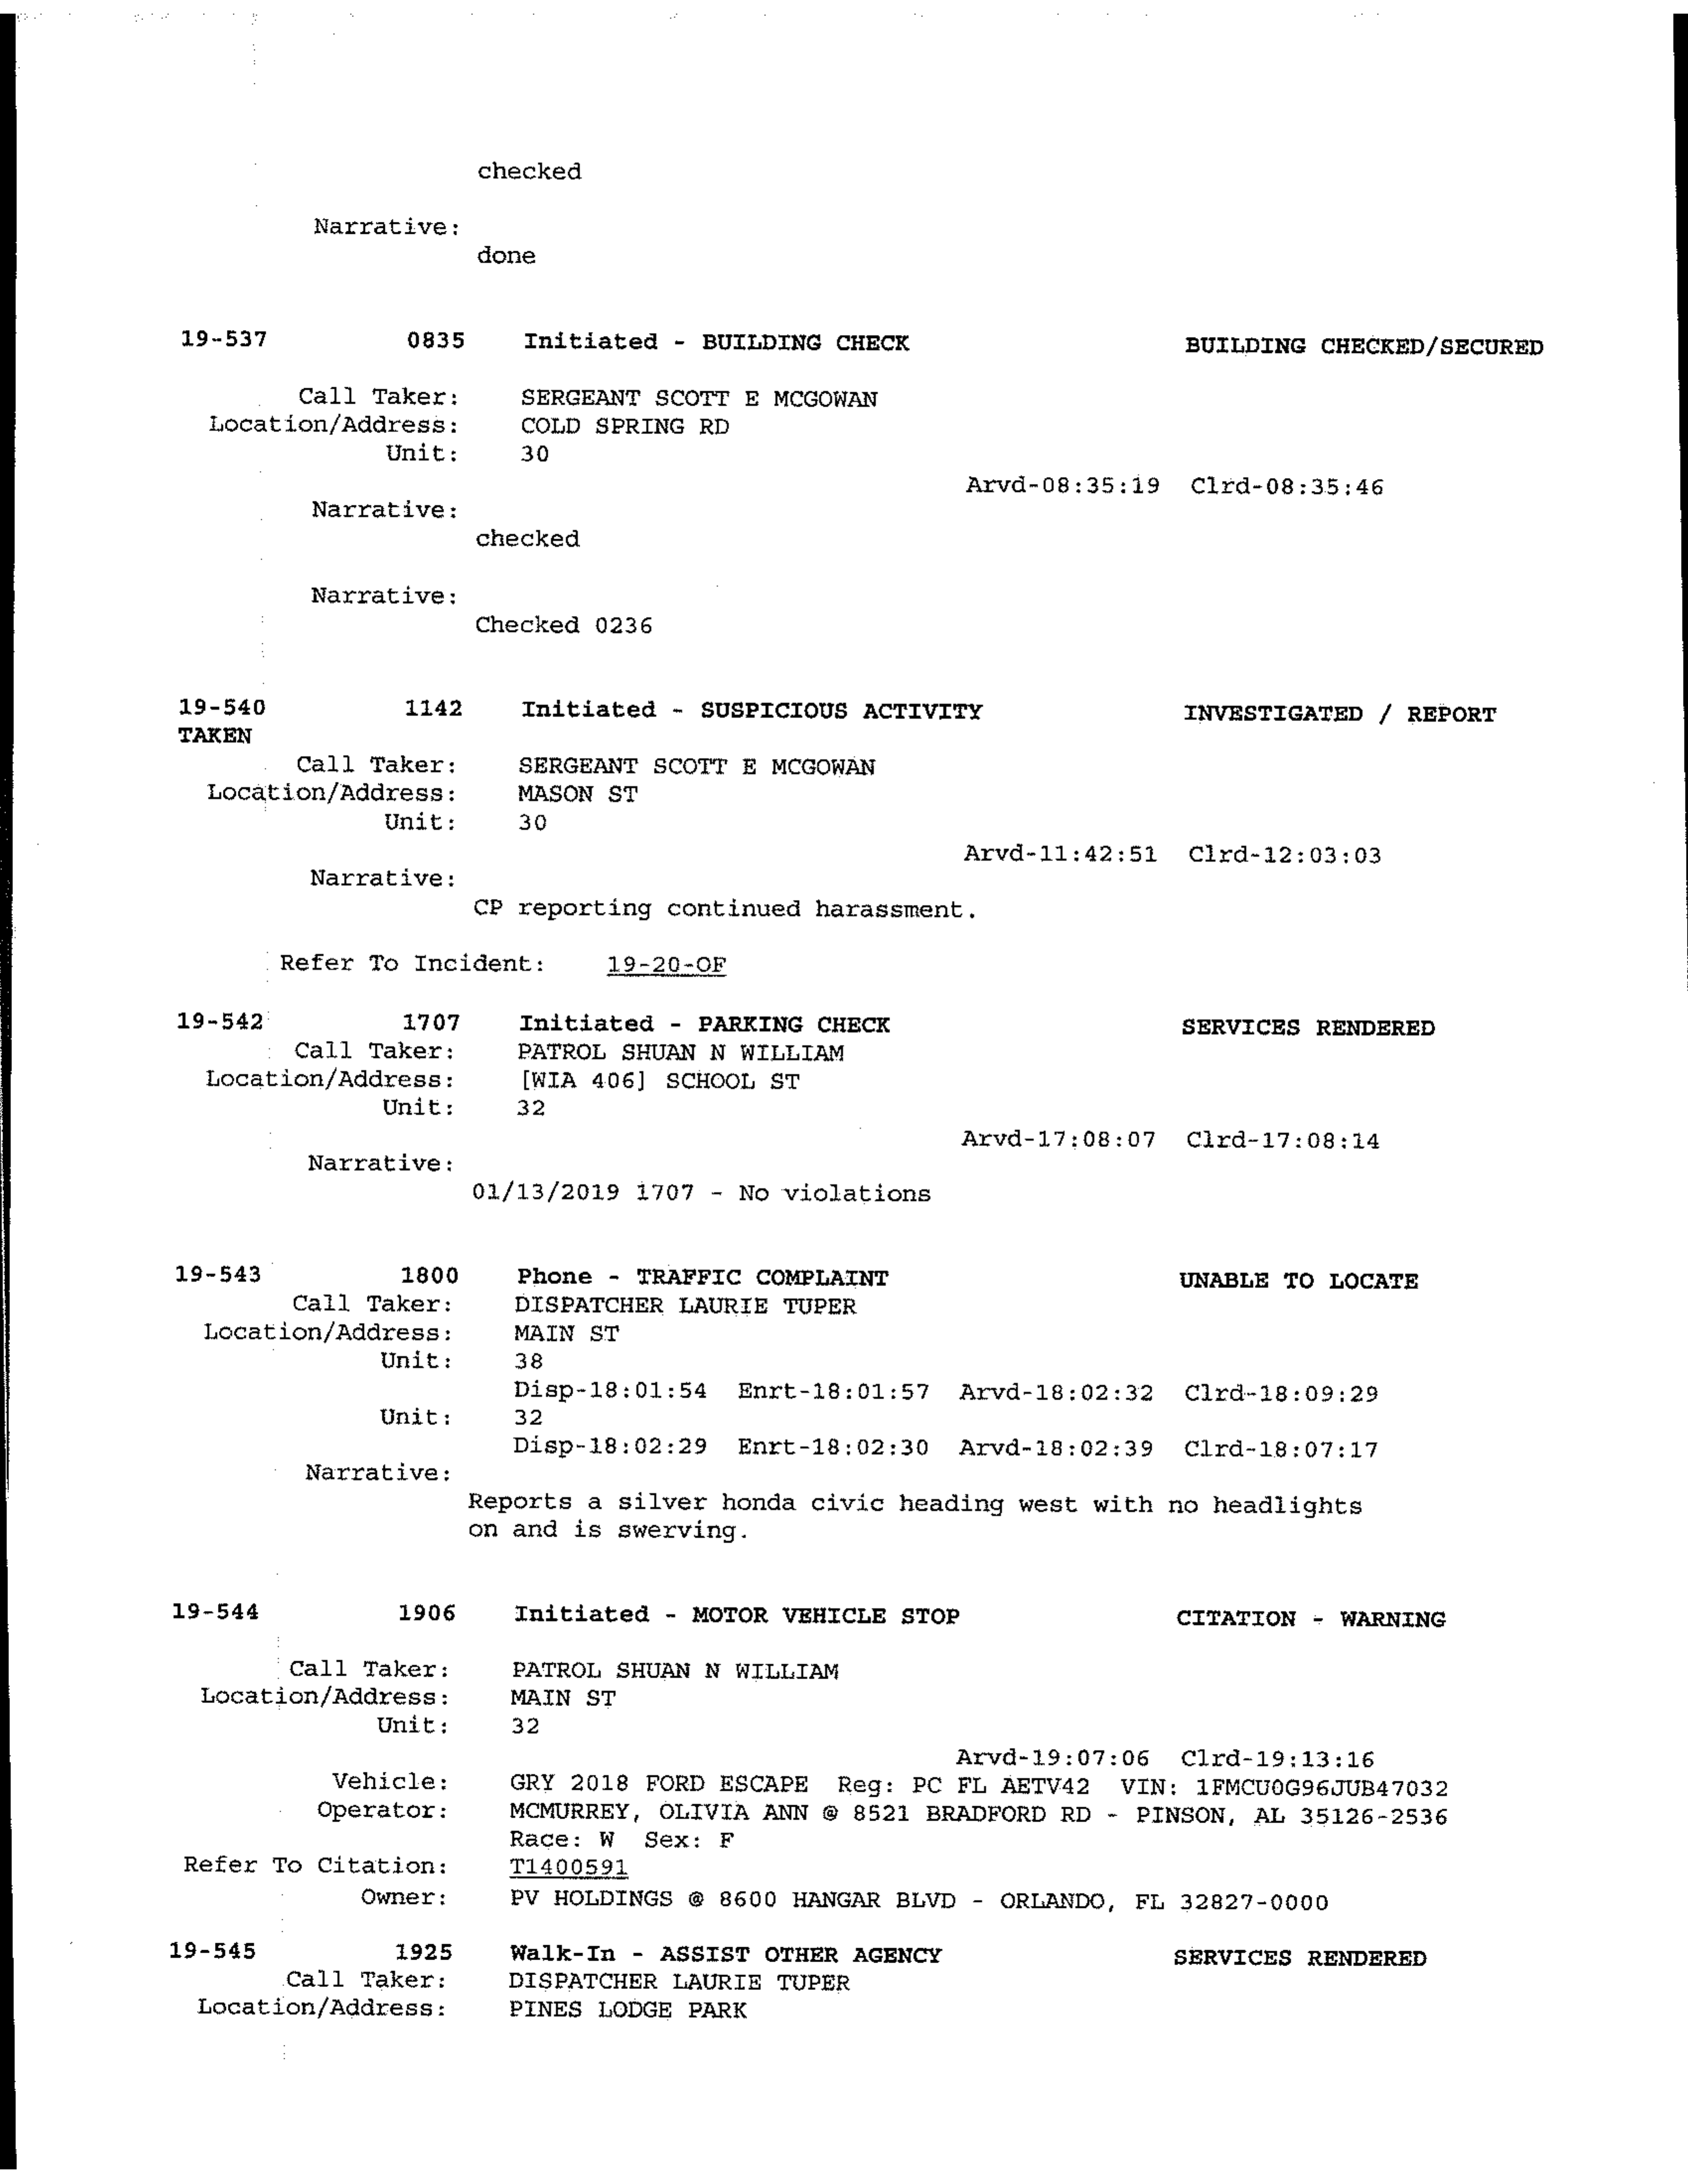 checked
Narrative:
done
19-537 0835 Initiated - BUILDING CHECK BUILDING CHECKED/SECURED
Call Taker: SERGEANT SCOTT E MCGOWAN
Location/Address: COLD SPRING RD
Unit: 30
Arvd-08:35:19 Clrd-08:35:46
Narrative:
checked
Narrative:
Checked 0236
19-540 1142 Initiated - SUSPICIOUS ACTIVITY INVESTIGATED / REPORT
TAKEN
Call Taker: SERGEANT SCOTT E MCGOWAN
Location/Address: MASON ST
Unit: 30
Arvd-11:42:51 Clrd-12:03:03
Narrative:
CP reporting continued harassment.
Refer To Incident: 19-20-OF
19-542 1707 Initiated - PARKING CHECK SERVICES RENDERED
Call Taker: PATROL SHUAN N WILLIAM
Location/Address: [WIA 406] SCHOOL ST
Unit: 32
Arvd-17:08:07 Clrd-17:08:14
Narrative:
01/13/2019 1707 - No violations
19-543 1800 Phone - TRAFFIC COMPLAINT UNABLE TO LOCATE
Call Taker: DISPATCHER LAURIE TUPER
Location/Address: MAIN ST
Unit: 38
Disp-18:01:54 Enrt-18:01:57 Arvd-18:02:32 Clrd-18:09:29
Unit: 32
Disp-18:02:29 Enrt-18:02:30 Arvd-18:02:39 Clrd-18:07:17
Narrative:
Reports a silver honda civic heading west with no headlights
on and is swerving.
19-544 1906 Initiated - MOTOR VEHICLE STOP CITATION - WARNING
Call Taker: PATROL SHUAN N WILLIAM
Location/Address: MAIN ST
Unit: 32
Arvd-19:07:06 Clrd-19:13:16
Vehicle: GRY 2018 FORD ESCAPE Reg: PC FL AETV42 VIN: 1FMCU0G96JUB47032
Operator: MCMURREY, OLIVIA ANN @ 8521 BRADFORD RD - PINSON, AL 35126-2536
Race: W Sex: F
Refer To Citation: T1400591
Owner: PV HOLDINGS @ 8600 HANGAR BLVD - ORLANDO, FL 32827-0000
19-545 1925 Walk-In - ASSIST OTHER AGENCY SERVICES RENDERED
Call Taker: DISPATCHER LAURIE TUPER
Location/Address: PINES LODGE PARK